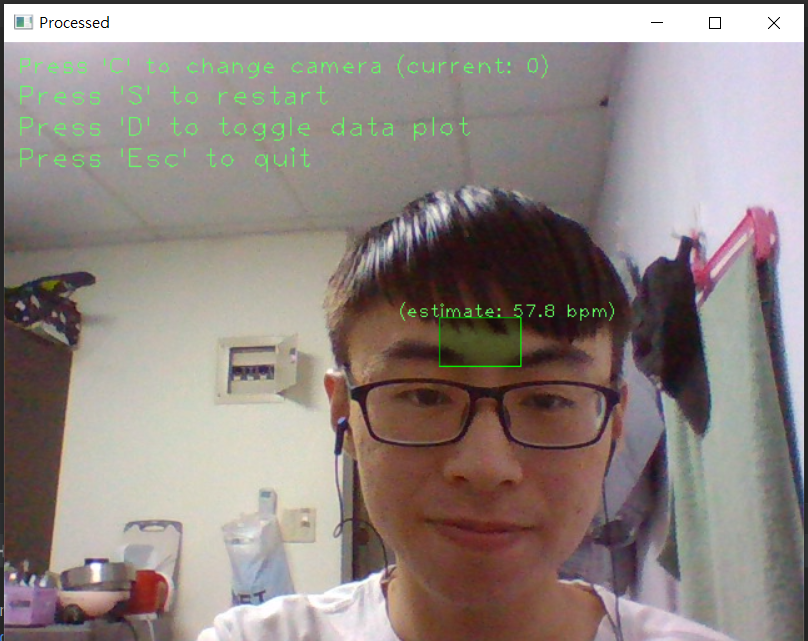 Processed
Press 'C' to change camera (current: 0)
Press 'S' to restart
Press 'D' to toggle data plot
Press 'Esc' to quit
(estimate: 57.8 bpm)